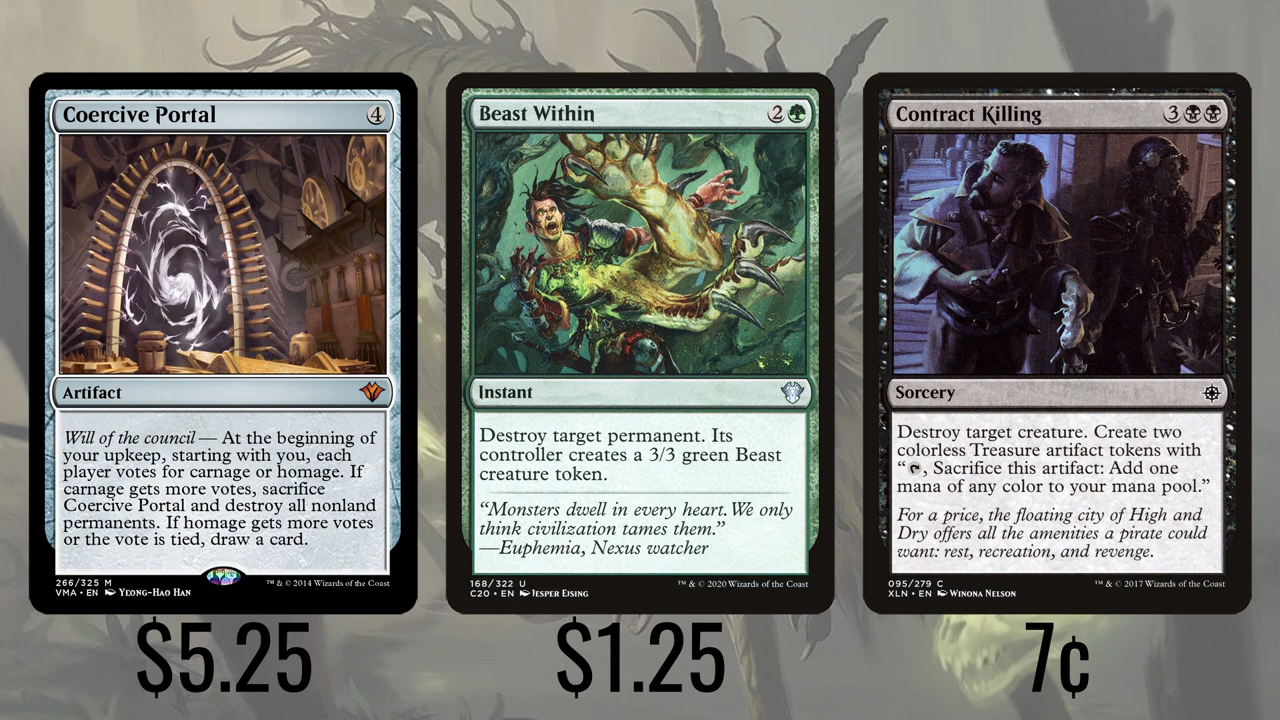 Coercive Portal 4
Artifact
Will of the council — At the beginning of
your upkeep, starting with you, each
player votes for carnage or homage. If
carnage gets more votes, sacrifice
Coercive Portal and destroy all nonland
permanents. If homage gets more votes
or the vote is tied, draw a card.
266/325 M
VMA • EN Yeong-Hao Han
™ & © 2014 Wizards of the Coast
$5.25
Beast Within 2
Instant
Destroy target permanent. Its
controller creates a 3/3 green Beast
creature token.
“Monsters dwell in every heart. We only
think civilization tames them.”
—Euphemia, Nexus watcher
168/322 U
C20 • EN Jesper Ejsing
™ & © 2020 Wizards of the Coast
$1.25
Contract Killing 3
Sorcery
Destroy target creature. Create two
colorless Treasure artifact tokens with
“, Sacrifice this artifact: Add one
mana of any color to your mana pool.”
For a price, the floating city of High and
Dry offers all the amenities a pirate could
want: rest, recreation, and revenge.
095/279 C
XLN • EN Winona Nelson
™ & © 2017 Wizards of the Coast
7¢